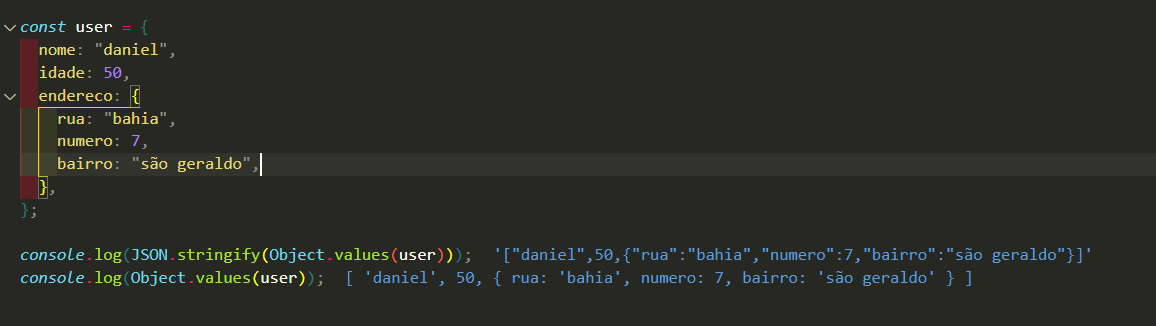 const user = {
  nome: "daniel",
  idade: 50,
  endereco: {
    rua: "bahia",
    numero: 7,
    bairro: "são geraldo",
  },
};
console.log(JSON.stringify(Object.values(user)));  '["daniel",50,{"rua":"bahia","numero":7,"bairro":"são geraldo"}]'
console.log(Object.values(user));  [ 'daniel', 50, { rua: 'bahia', numero: 7, bairro: 'são geraldo' } ]